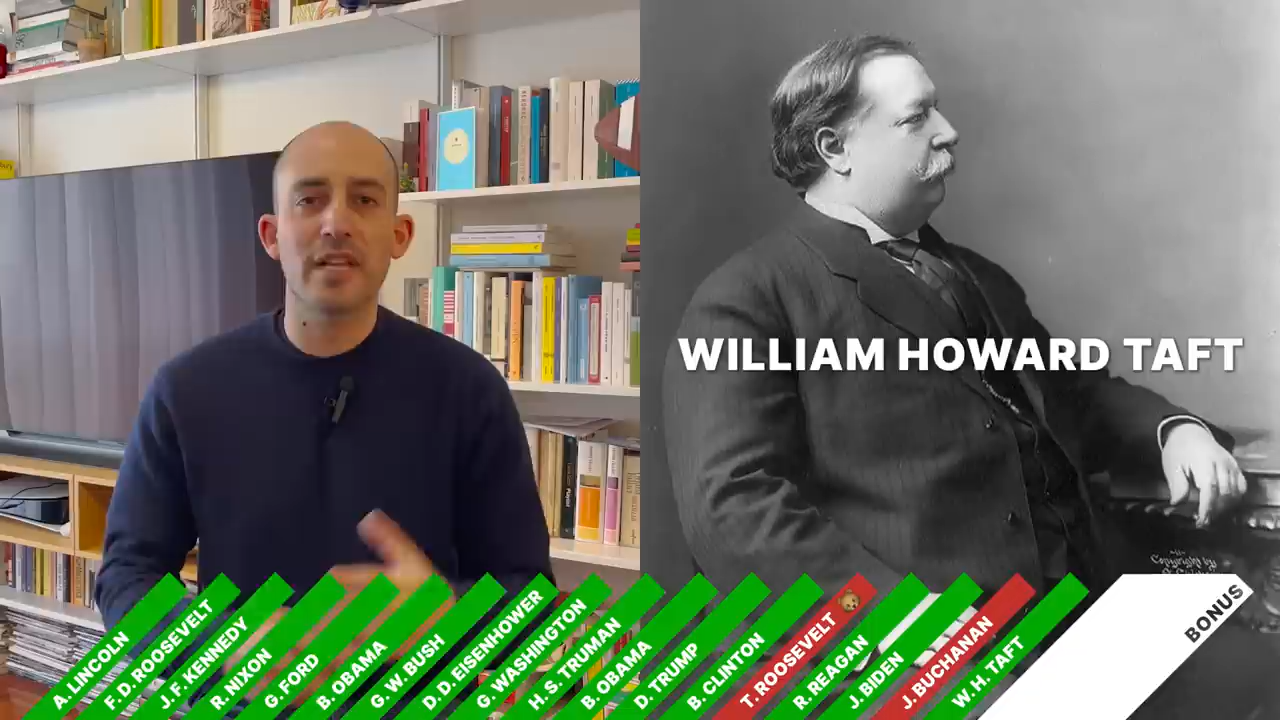 WILLIAM HOWARD TAFT
A. LINCOLN
F. D. ROOSEVELT
J. F. KENNEDY
R. NIXON
G. FORD
B. OBAMA
G. W. BUSH
D. D. EISENHOWER
G. WASHINGTON
H. S. TRUMAN
B. OBAMA
D. TRUMP
B. CLINTON
T. ROOSEVELT
R. REAGAN
J. BIDEN
J. BUCHANAN
W. H. TAFT
BONUS